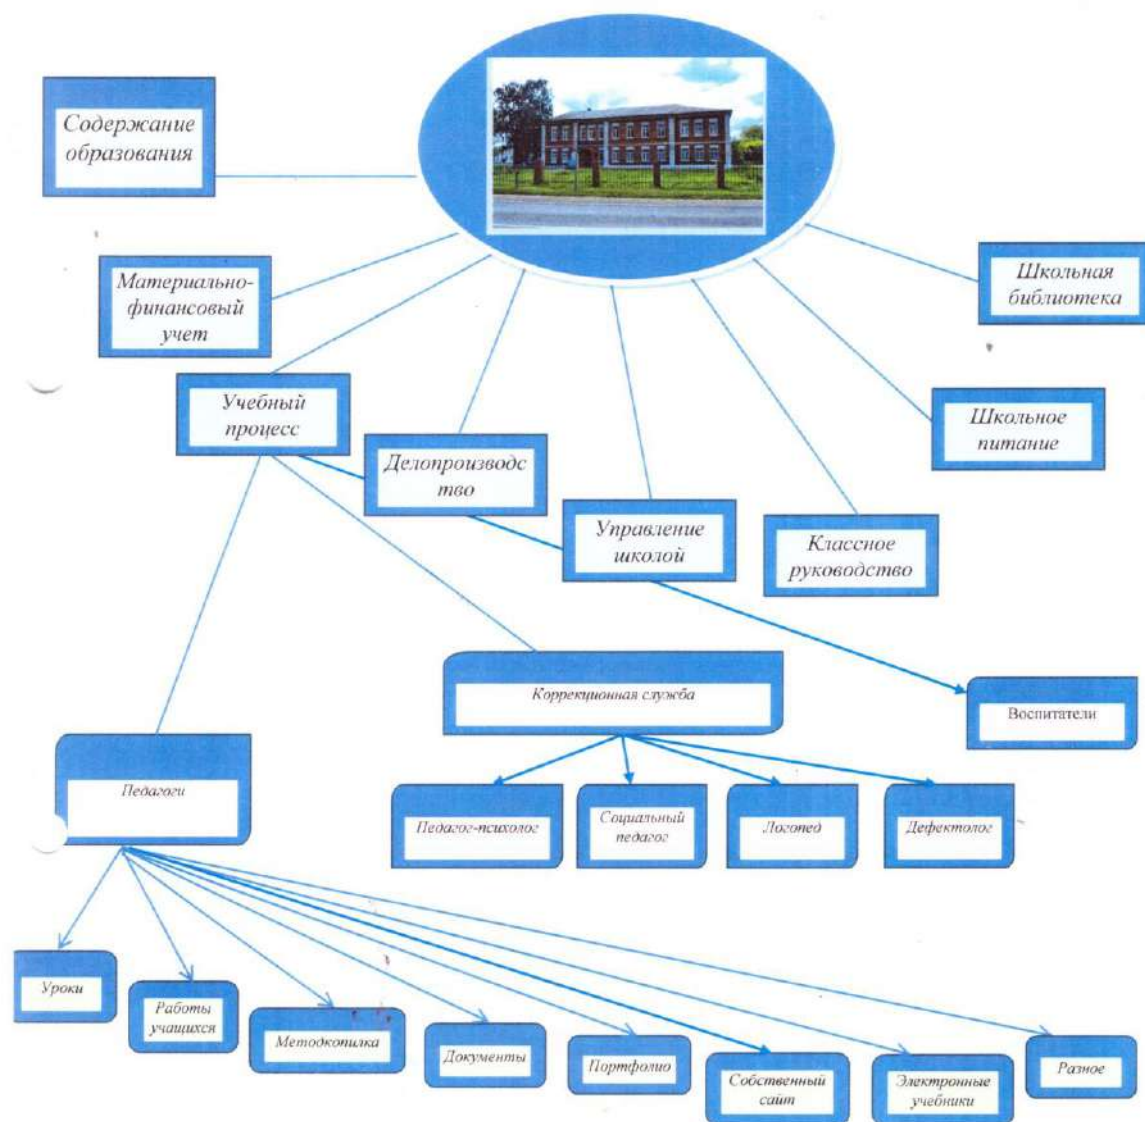 Содержание
образования
Материально-
финансовый
учет
Школьная
библиотека
Учебный
процесс
Школьное
питание
Делопроизводс
тво
Управление
школой
Классное
руководство
Коррекционная служба
Воспитатели
Педагоги
Педагог-психолог
Социальный
педагог
Логопед
Дефектолог
Уроки
Работы
учащихся
Методкопилка
Документы
Портфолио
Собственный
сайт
Электронные
учебники
Разное